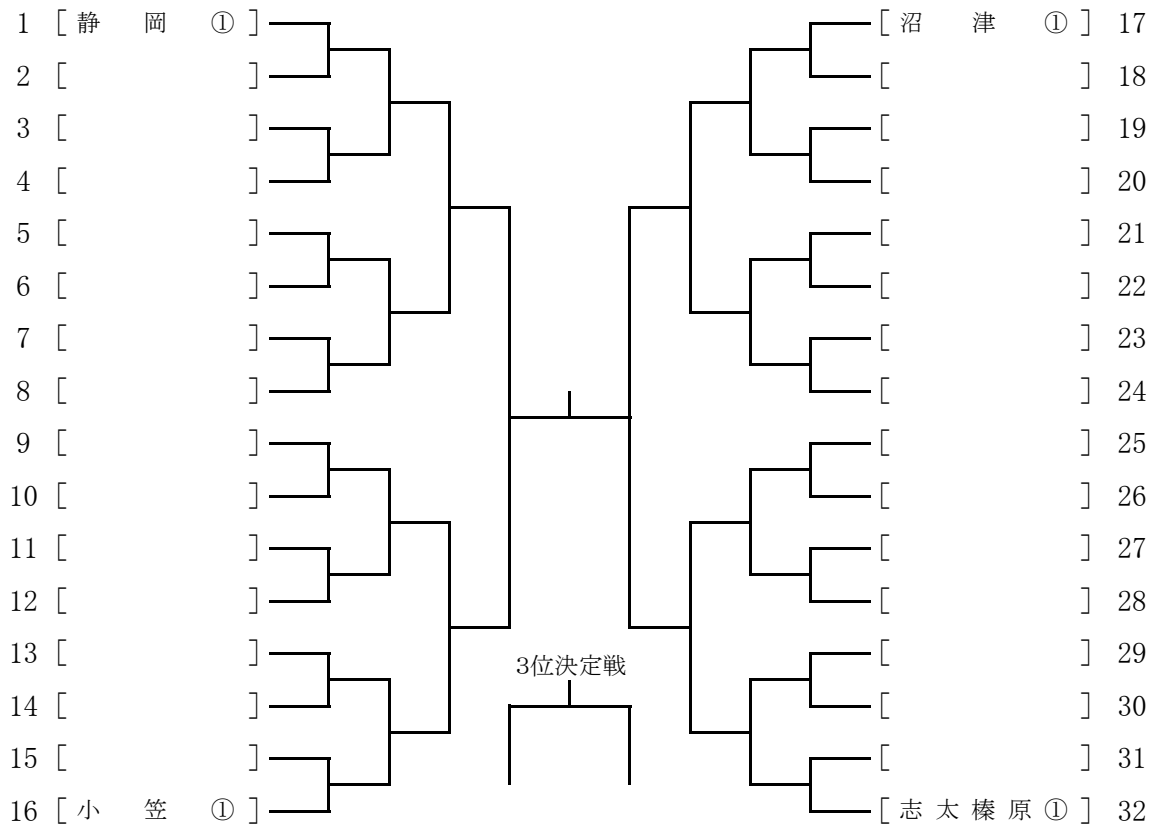 1 [ 静 岡 ① ] [ 沼 津 ① ] 17
2 [ ] [ ] 18
3 [ ] [ ] 19
4 [ ] [ ] 20
5 [ ] [ ] 21
6 [ ] [ ] 22
7 [ ] [ ] 23
8 [ ] [ ] 24
9 [ ] [ ] 25
10 [ ] [ ] 26
11 [ ] [ ] 27
12 [ ] [ ] 28
13 [ ] [ ] 29
3位決定戦
14 [ ] [ ] 30
15 [ ] [ ] 31
16 [ 小 笠 ① ] [ 志 太 榛 原 ① ] 32